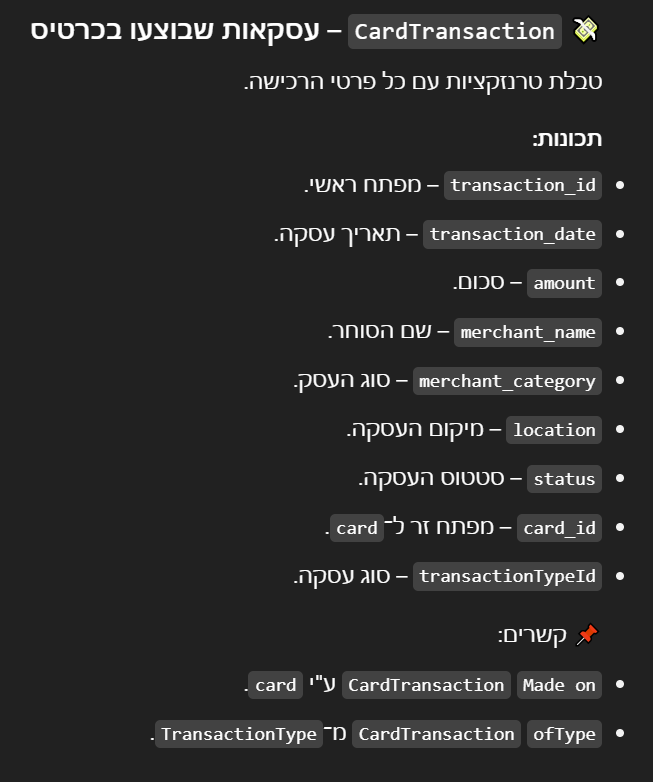 💸 CardTransaction – עסקאות שבוצעו בכרטיס
טבלת טרנזקציות עם כל פרטי הרכישה.
תכונות:
• transaction_id – מפתח ראשי.
• transaction_date – תאריך עסקה.
• amount – סכום.
• merchant_name – שם הסוחר.
• merchant_category – סוג העסק.
• location – מיקום העסקה.
• status – סטטוס העסקה.
• card_id – מפתח זר ל־card.
• transactionTypeId – סוג עסקה.
📌 קשרים:
• Made on CardTransaction ע"י card.
• ofType CardTransaction מ־TransactionType.